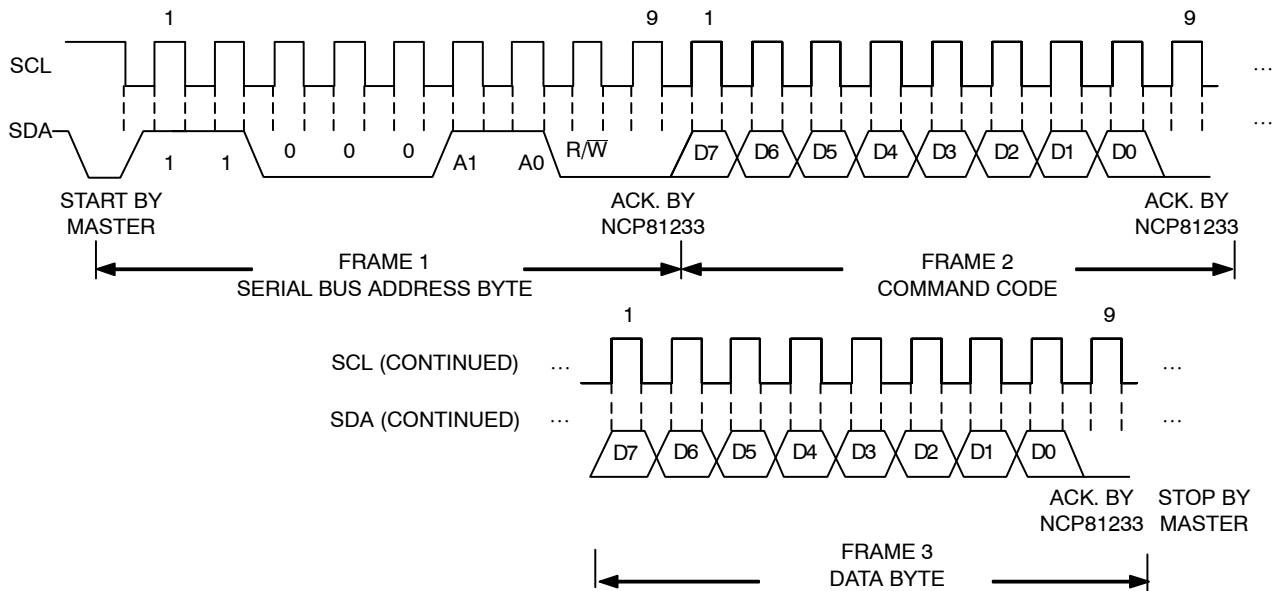 1 9 1 9
SCL ...
SDA ...
1 1 0 0 0 A1 A0 R/W̅ D7 D6 D5 D4 D3 D2 D1 D0
START BY MASTER
ACK. BY NCP81233
ACK. BY NCP81233
FRAME 1
SERIAL BUS ADDRESS BYTE
FRAME 2
COMMAND CODE
1 9
SCL (CONTINUED) ... ...
SDA (CONTINUED) ... ...
D7 D6 D5 D4 D3 D2 D1 D0
ACK. BY NCP81233
STOP BY MASTER
FRAME 3
DATA BYTE